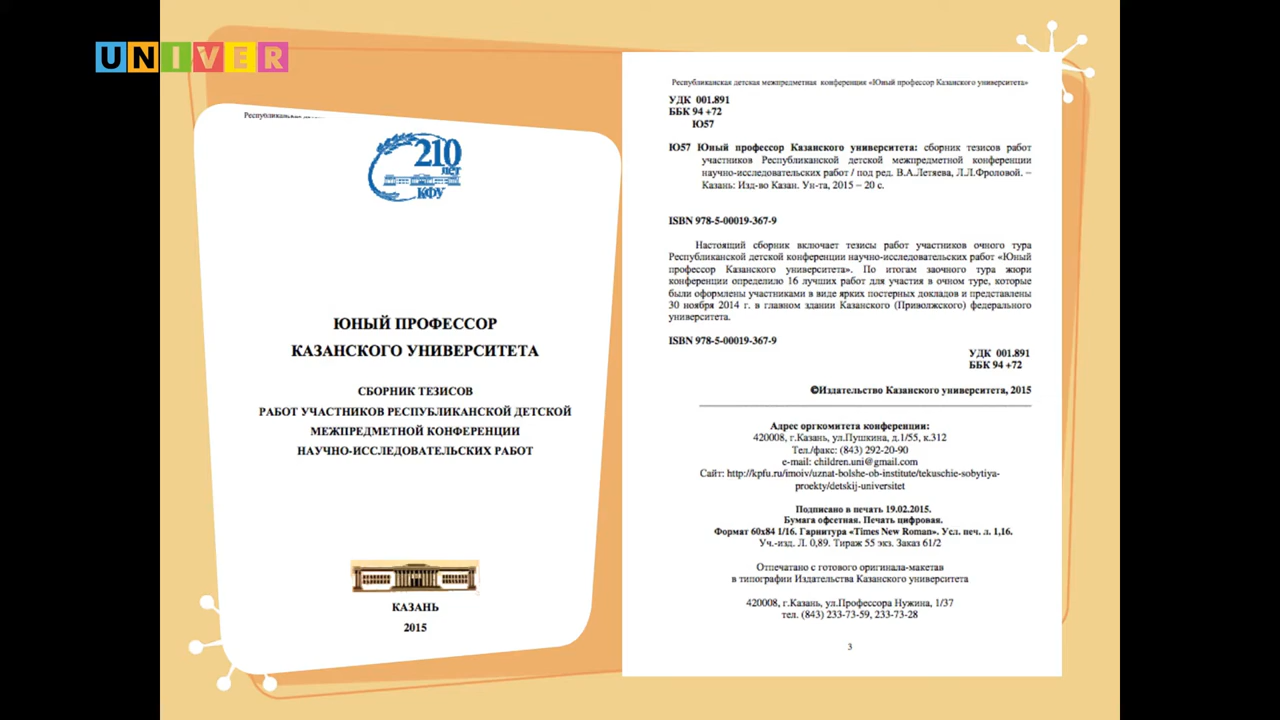 UNIVER
210
лет
КФУ
ЮНЫЙ ПРОФЕССОР
КАЗАНСКОГО УНИВЕРСИТЕТА
СБОРНИК ТЕЗИСОВ
РАБОТ УЧАСТНИКОВ РЕСПУБЛИКАНСКОЙ ДЕТСКОЙ
МЕЖПРЕДМЕТНОЙ КОНФЕРЕНЦИИ
НАУЧНО-ИССЛЕДОВАТЕЛЬСКИХ РАБОТ
КАЗАНЬ
2015
Республиканская детская межпредметная конференция «Юный профессор Казанского университета»
УДК 001.891
ББК 94 +72
Ю57
Ю57 Юный профессор Казанского университета: сборник тезисов работ
участников Республиканской детской межпредметной конференции
научно-исследовательских работ / под ред. В.А.Летяева, Л.Л.Фроловой. –
Казань: Изд-во Казан. Ун-та, 2015 – 20 с.
ISBN 978-5-00019-367-9
Настоящий сборник включает тезисы работ участников очного тура
Республиканской детской конференции научно-исследовательских работ «Юный
профессор Казанского университета». По итогам заочного тура жюри
конференции определило 16 лучших работ для участия в очном туре, которые
были оформлены участниками в виде ярких постерных докладов и представлены
30 ноября 2014 г. в главном здании Казанского (Приволжского) федерального
университета.
ISBN 978-5-00019-367-9
УДК 001.891
ББК 94 +72
©Издательство Казанского университета, 2015
Адрес оргкомитета конференции:
420008, г.Казань, ул.Пушкина, д.1/55, к.312
Тел./факс: (843) 292-20-90
e-mail: children.uni@gmail.com
Сайт: http://kpfu.ru/imoiv/uznat-bolshe-ob-institute/tekuschie-sobytiya-
proekty/detskij-universitet
Подписано в печать 19.02.2015.
Бумага офсетная. Печать цифровая.
Формат 60х84 1/16. Гарнитура «Times New Roman». Усл. печ. л. 1,16.
Уч.-изд. Л. 0,89. Тираж 55 экз. Заказ 61/2
Отпечатано с готового оригинала-макетав
в типографии Издательства Казанского университета
420008, г.Казань, ул.Профессора Нужина, 1/37
тел. (843) 233-73-59, 233-73-28
3